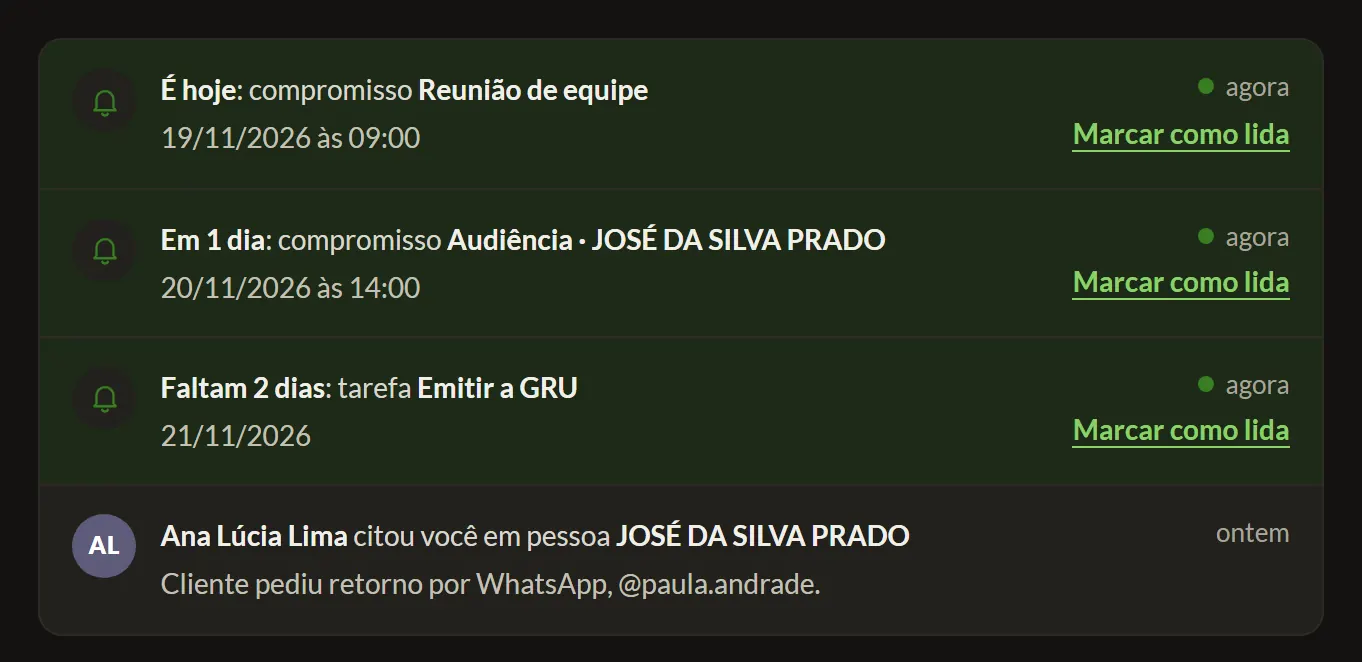 É hoje: compromisso Reunião de equipe
agora
19/11/2026 às 09:00
Marcar como lida
Em 1 dia: compromisso Audiência · JOSÉ DA SILVA PRADO
agora
20/11/2026 às 14:00
Marcar como lida
Faltam 2 dias: tarefa Emitir a GRU
agora
21/11/2026
Marcar como lida
AL
Ana Lúcia Lima citou você em pessoa JOSÉ DA SILVA PRADO
ontem
Cliente pediu retorno por WhatsApp, @paula.andrade.